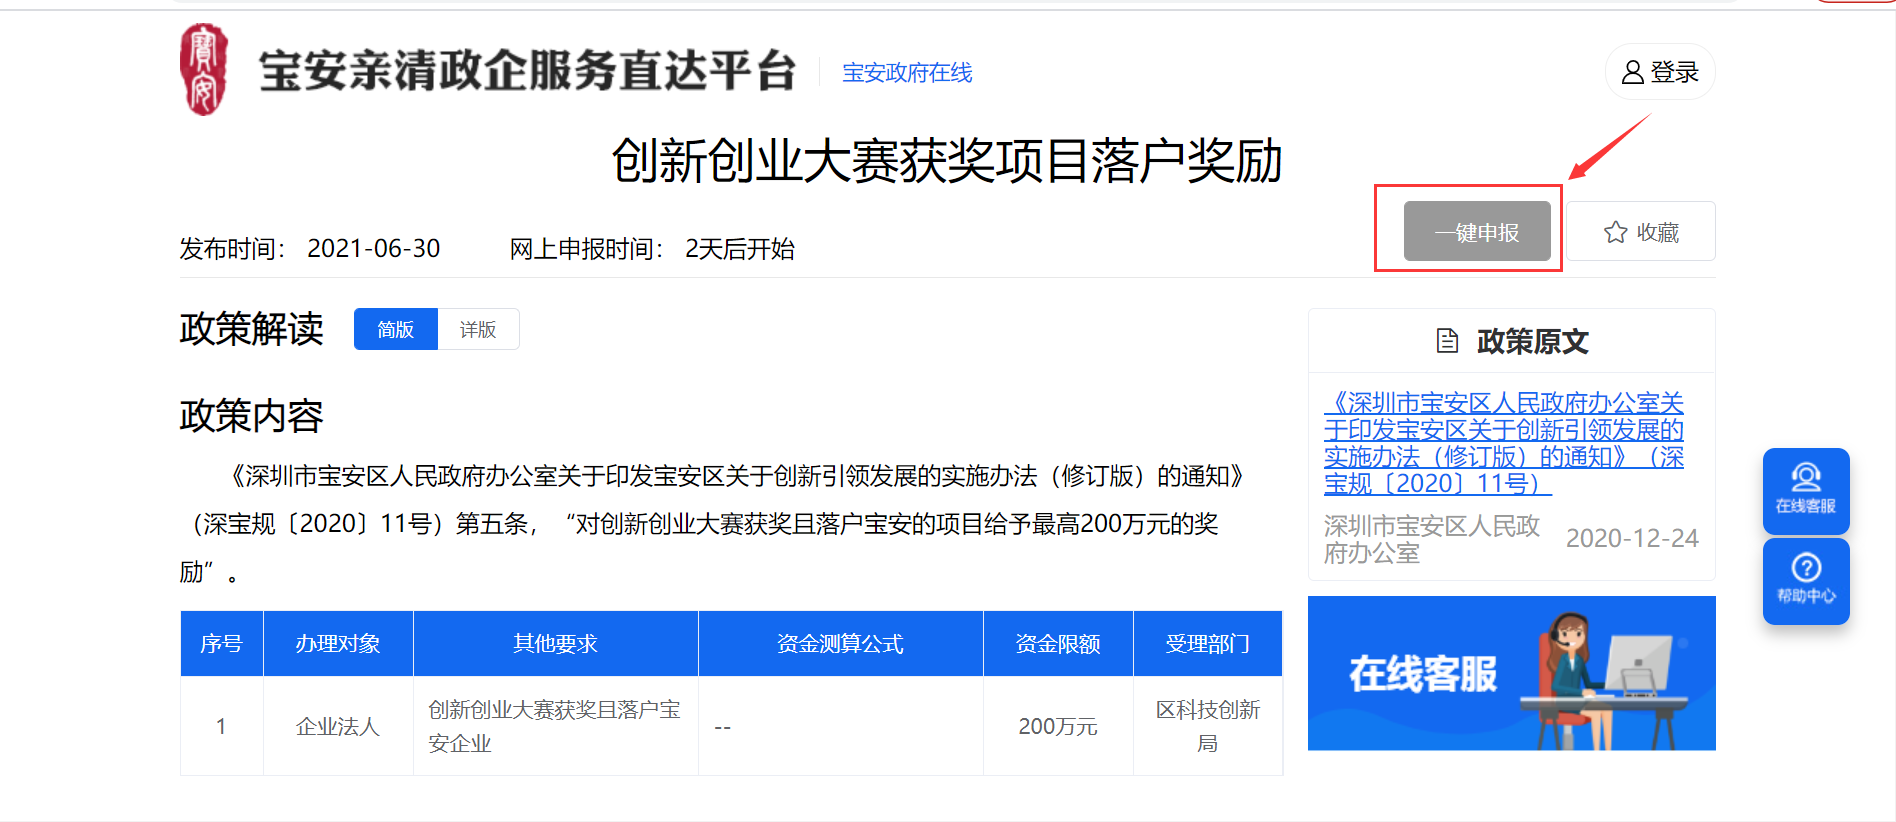 寶安
宝安亲清政企服务直达平台
宝安政府在线
登录
创新创业大赛获奖项目落户奖励
发布时间： 2021-06-30 网上申报时间： 2天后开始
一键申报
收藏
政策解读
简版 详版
政策原文
《深圳市宝安区人民政府办公室关
于印发宝安区关于创新引领发展的
实施办法（修订版）的通知》（深
宝规〔2020〕11号）
深圳市宝安区人民政
府办公室
2020-12-24
政策内容
《深圳市宝安区人民政府办公室关于印发宝安区关于创新引领发展的实施办法（修订版）的通知》
（深宝规〔2020〕11号）第五条，“对创新创业大赛获奖且落户宝安的项目给予最高200万元的奖
励”。
序号 办理对象 其他要求 资金测算公式 资金限额 受理部门
1 企业法人 创新创业大赛获奖且落户宝
安企业 -- 200万元 区科技创新
局
在线客服
在线客服
帮助中心